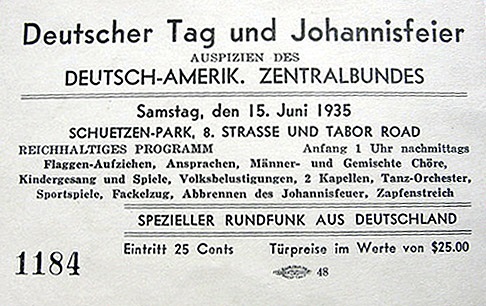 Deutscher Tag und Johannisfeier
AUSPIZIEN DES
DEUTSCH-AMERIK. ZENTRALBUNDES
Samstag, den 15. Juni 1935
SCHUETZEN-PARK, 8. STRASSE UND TABOR ROAD
REICHHALTIGES PROGRAMM Anfang 1 Uhr nachmittags
Flaggen-Aufziehen, Ansprachen, Männer- und Gemischte Chöre,
Kindergesang und Spiele, Volksbelustigungen, 2 Kapellen, Tanz-Orchester,
Sportspiele, Fackelzug, Abbrennen des Johannisfeuer, Zapfenstreich
SPEZIELLER RUNDFUNK AUS DEUTSCHLAND
Eintritt 25 Cents Türpreise im Werte von $25.00
1184
48